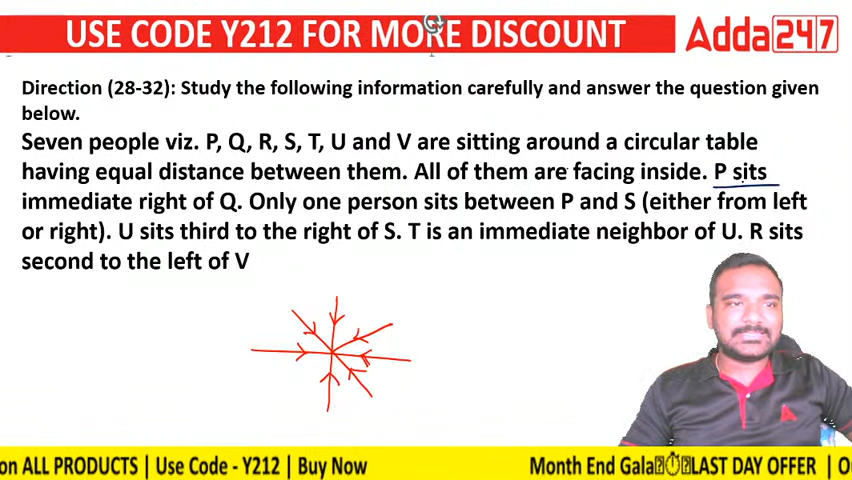 USE CODE Y212 FOR MORE DISCOUNT
Adda247
Direction (28-32): Study the following information carefully and answer the question given
below.
Seven people viz. P, Q, R, S, T, U and V are sitting around a circular table
having equal distance between them. All of them are facing inside. P sits
immediate right of Q. Only one person sits between P and S (either from left
or right). U sits third to the right of S. T is an immediate neighbor of U. R sits
second to the left of V
on ALL PRODUCTS | Use Code - Y212 | Buy Now
Month End Gala LAST DAY OFFER |